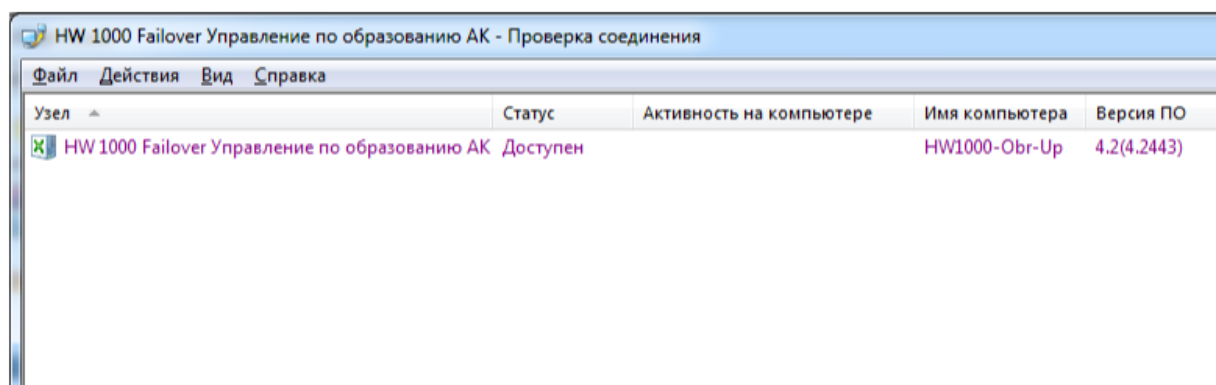 HW 1000 Failover Управление по образованию АК - Проверка соединения
Файл Действия Вид Справка
Узел Статус Активность на компьютере Имя компьютера Версия ПО
HW 1000 Failover Управление по образованию АК Доступен HW1000-Obr-Up 4.2(4.2443)